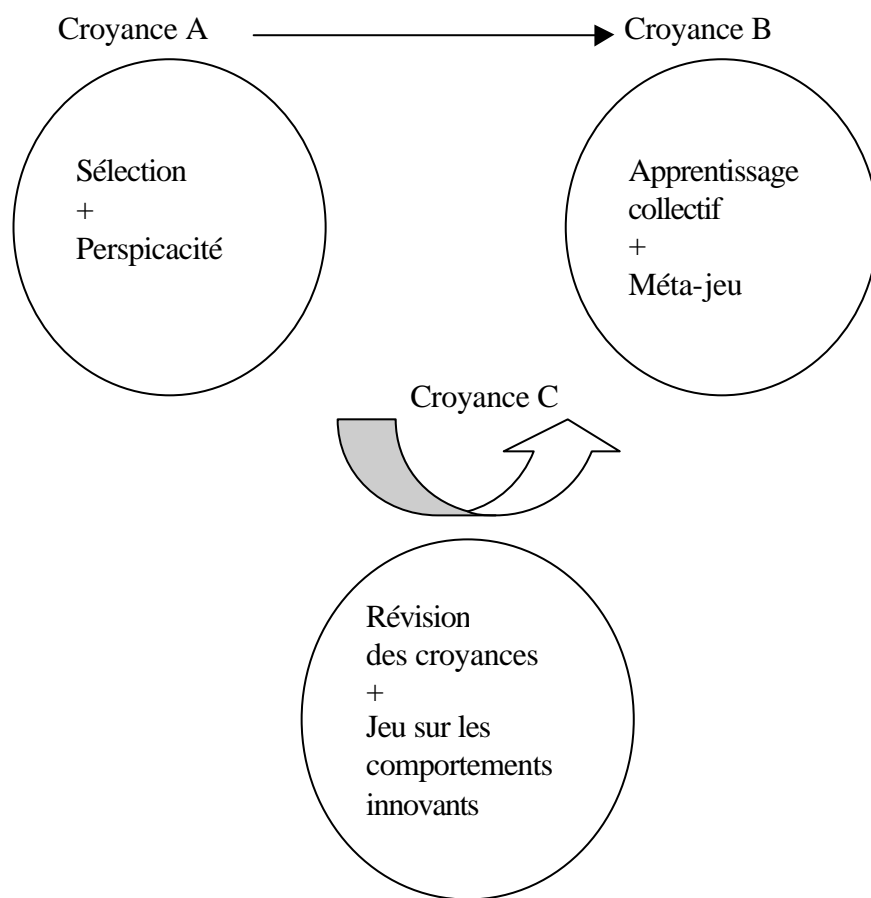 Croyance A
Croyance B
Sélection
+
Perspicacité
Apprentissage
collectif
+
Méta-jeu
Croyance C
Révision
des croyances
+
Jeu sur les
comportements
innovants